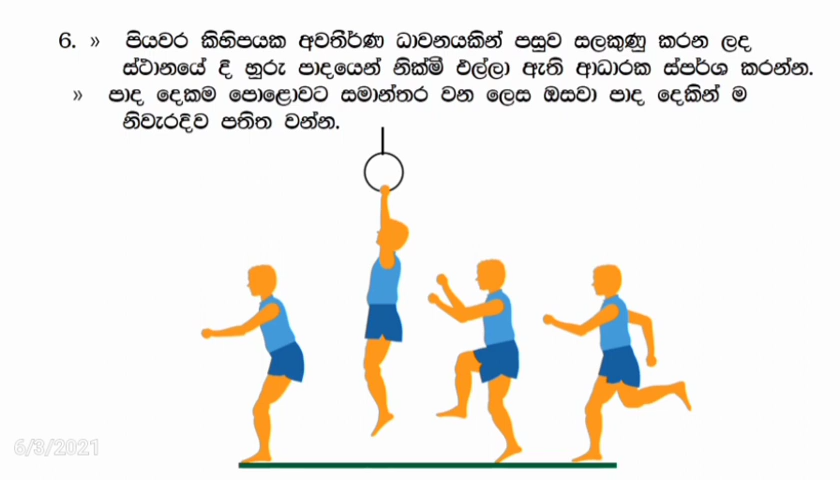 6. » පියවර කිහිපයක අවතීර්ණ ධාවනයකින් පසුව සලකුණු කරන ලද
ස්ථානයේ දි හුරු පාදයෙන් නික්මී එල්ලා ඇති ආධාරක ස්පර්ශ කරන්න.
» පාද දෙකම පොළොවට සමාන්තර වන ලෙස ඔසවා පාද දෙකින් ම
නිවැරදිව පතිත වන්න.
6/3/2021